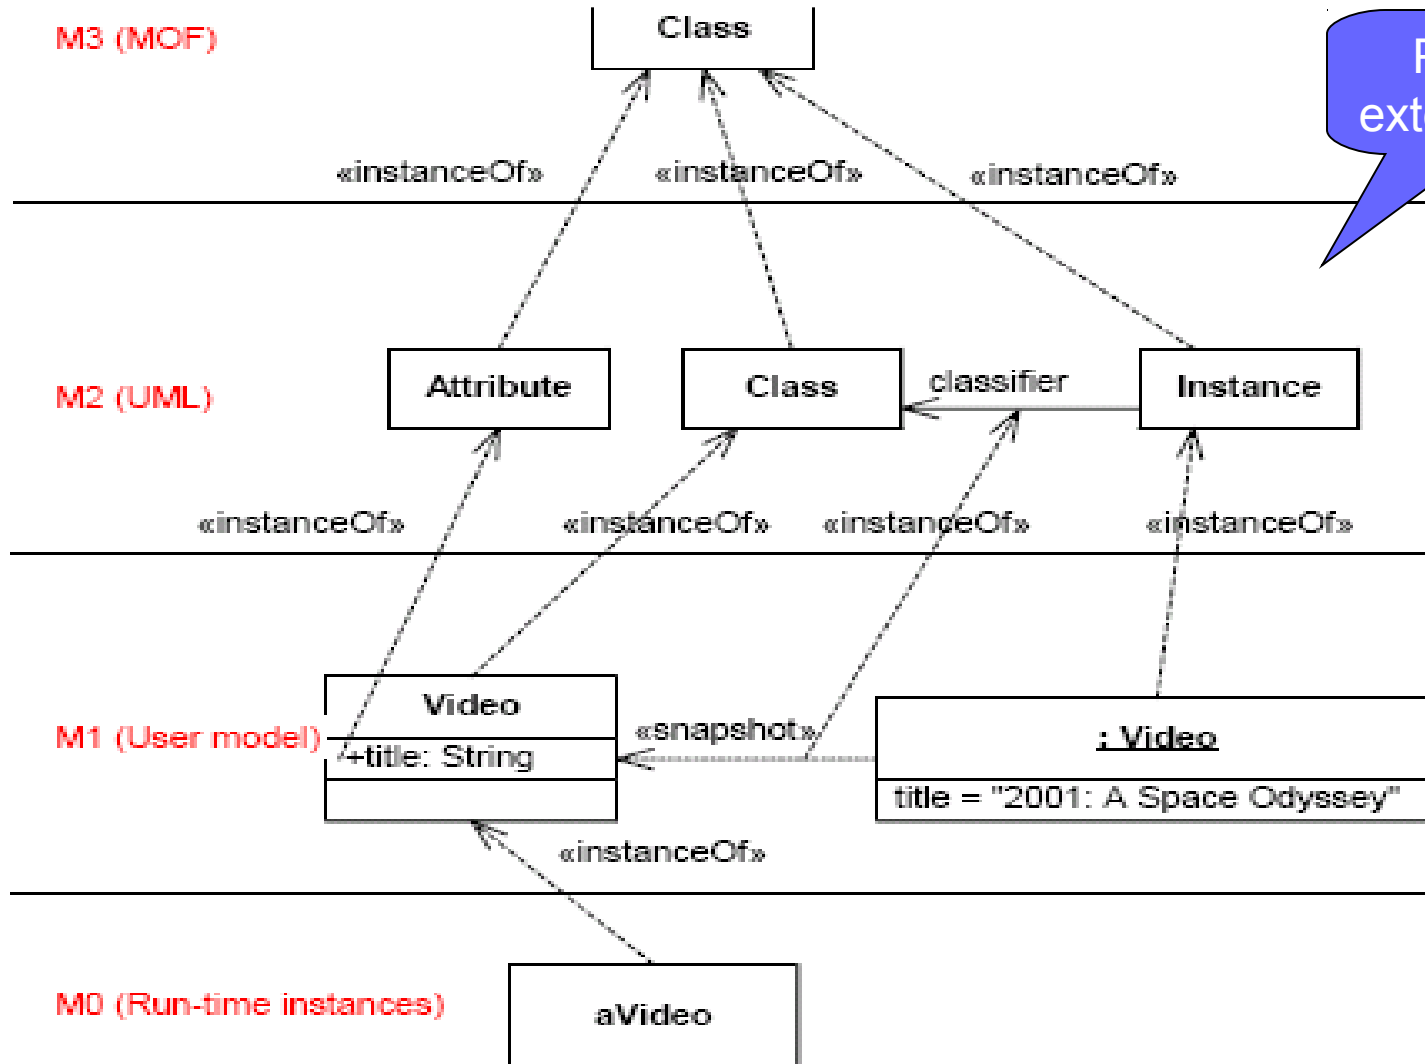 M3 (MOF)
Class
«instanceOf»
«instanceOf»
«instanceOf»
M2 (UML)
Attribute
Class
classifier
Instance
«instanceOf»
«instanceOf»
«instanceOf»
«instanceOf»
M1 (User model)
Video
+title: String
«snapshot»
: Video
title = "2001: A Space Odyssey"
«instanceOf»
M0 (Run-time instances)
aVideo